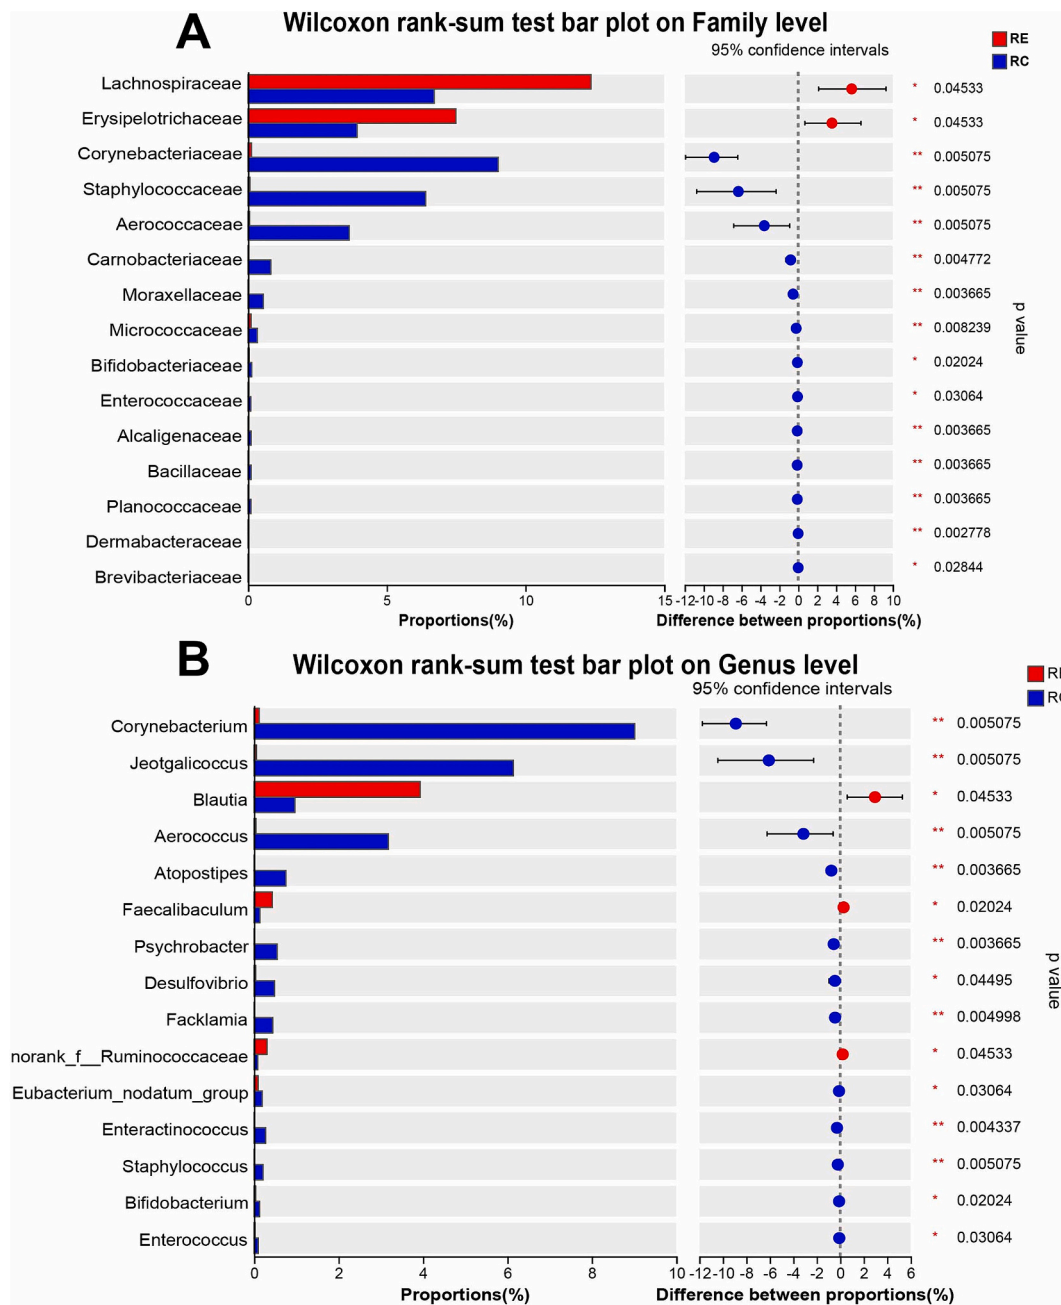 A
Wilcoxon rank-sum test bar plot on Family level
95% confidence intervals
RE
RC
Lachnospiraceae * 0.04533
Erysipelotrichaceae * 0.04533
Corynebacteriaceae ** 0.005075
Staphylococcaceae ** 0.005075
Aerococcaceae ** 0.005075
Carnobacteriaceae ** 0.004772
Moraxellaceae ** 0.003665
Micrococcaceae ** 0.008239
Bifidobacteriaceae * 0.02024
Enterococcaceae * 0.03064
Alcaligenaceae ** 0.003665
Bacillaceae ** 0.003665
Planococcaceae ** 0.003665
Dermabacteraceae ** 0.002778
Brevibacteriaceae * 0.02844
p value
0 5 10 15 -12 -10 -8 -6 -4 -2 0 2 4 6 8 10
Proportions(%) Difference between proportions(%)
B
Wilcoxon rank-sum test bar plot on Genus level
95% confidence intervals
Corynebacterium ** 0.005075
Jeotgalicoccus ** 0.005075
Blautia * 0.04533
Aerococcus ** 0.005075
Atopostipes ** 0.003665
Faecalibaculum * 0.02024
Psychrobacter ** 0.003665
Desulfovibrio * 0.04495
Facklamia ** 0.004998
norank_f__Ruminococcaceae * 0.04533
Eubacterium_nodatum_group * 0.03064
Enteractinococcus ** 0.004337
Staphylococcus ** 0.005075
Bifidobacterium * 0.02024
Enterococcus * 0.03064
p value
0 2 4 6 8 10 -12 -10 -8 -6 -4 -2 0 2 4 6
Proportions(%) Difference between proportions(%)